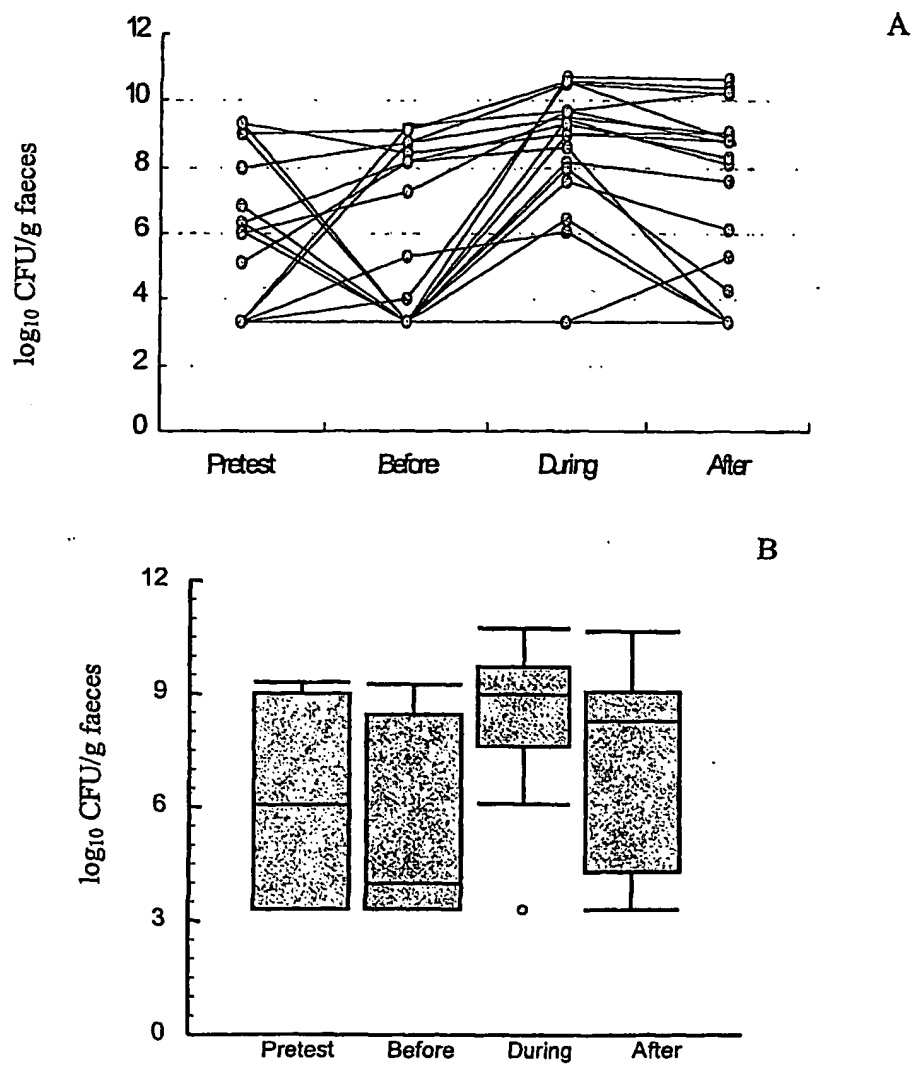 A
12
10
8
6
4
2
0
log₁₀ CFU/g faeces
Pretest Before During After
B
12
9
6
3
0
log₁₀ CFU/g faeces
Pretest Before During After